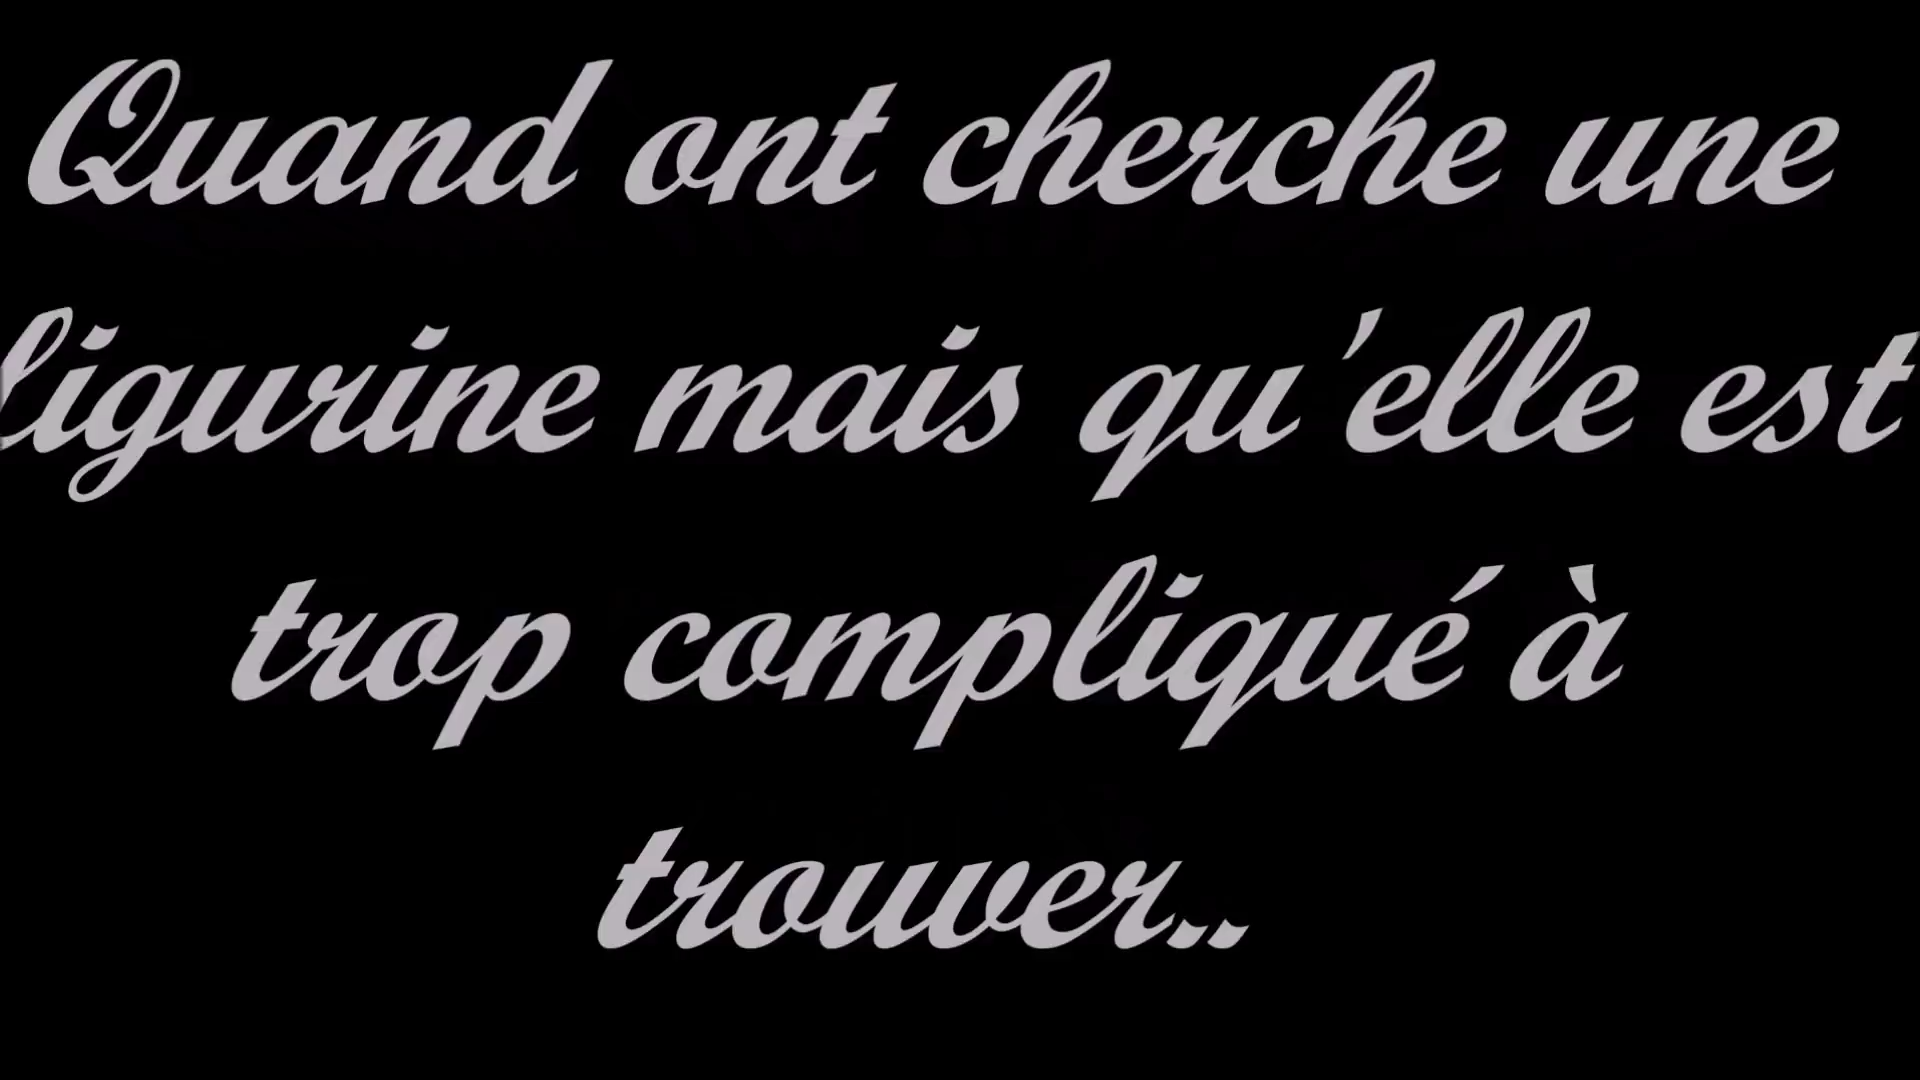 Quand ont cherche une
figurine mais qu'elle est
trop compliqué à
trouver..